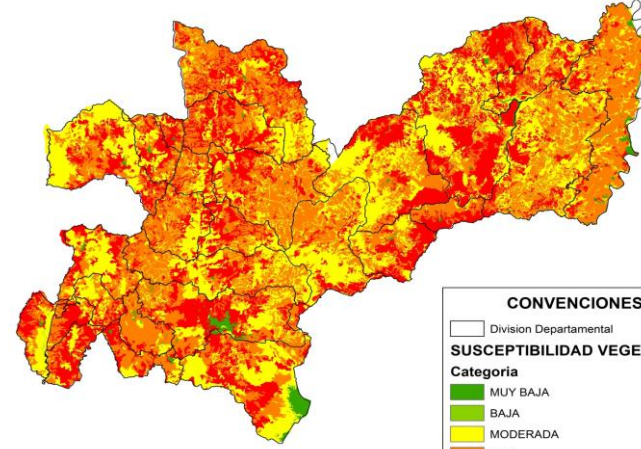 CONVENCIONES
Division Departamental
SUSCEPTIBILIDAD VEGE
Categoria
MUY BAJA
BAJA
MODERADA